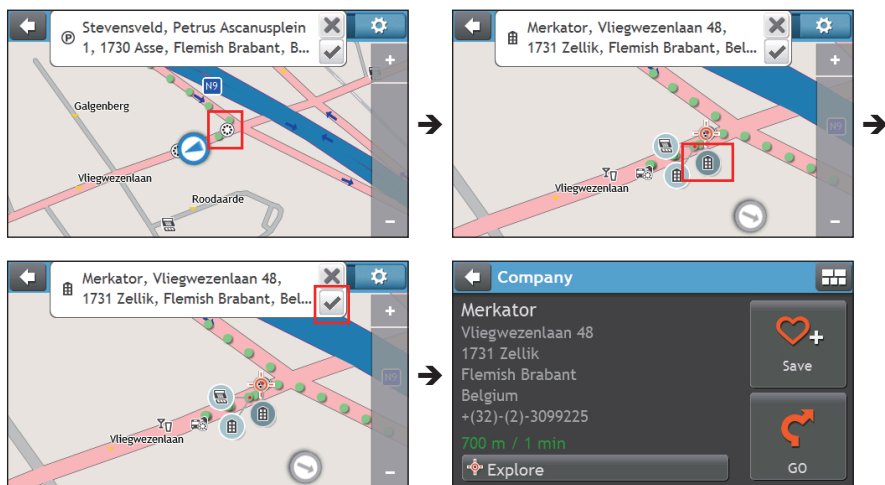 Stevensveld, Petrus Ascanusplein
1, 1730 Asse, Flemish Brabant, B...
N9
Galgenberg
Vliegwezenlaan
Roodaarde
Merkator, Vliegwezenlaan 48,
1731 Zellik, Flemish Brabant, Bel...
N9
Vliegwezenlaan
Merkator, Vliegwezenlaan 48,
1731 Zellik, Flemish Brabant, Bel...
N9
Vliegwezenlaan
Company
Merkator
Vliegwezenlaan 48
1731 Zellik
Flemish Brabant
Belgium
+(32)-(2)-3099225
700 m / 1 min
Explore
Save
GO